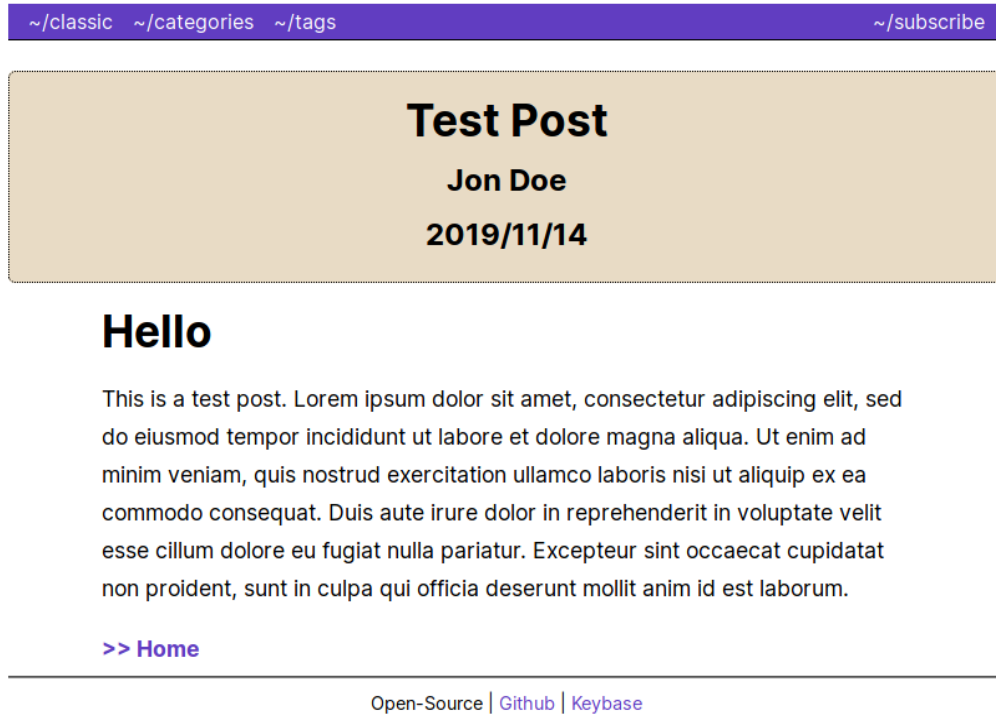 ~/classic ~/categories ~/tags ~/subscribe
Test Post
Jon Doe
2019/11/14
Hello
This is a test post. Lorem ipsum dolor sit amet, consectetur adipiscing elit, sed
do eiusmod tempor incididunt ut labore et dolore magna aliqua. Ut enim ad
minim veniam, quis nostrud exercitation ullamco laboris nisi ut aliquip ex ea
commodo consequat. Duis aute irure dolor in reprehenderit in voluptate velit
esse cillum dolore eu fugiat nulla pariatur. Excepteur sint occaecat cupidatat
non proident, sunt in culpa qui officia deserunt mollit anim id est laborum.
>> Home
Open-Source | Github | Keybase